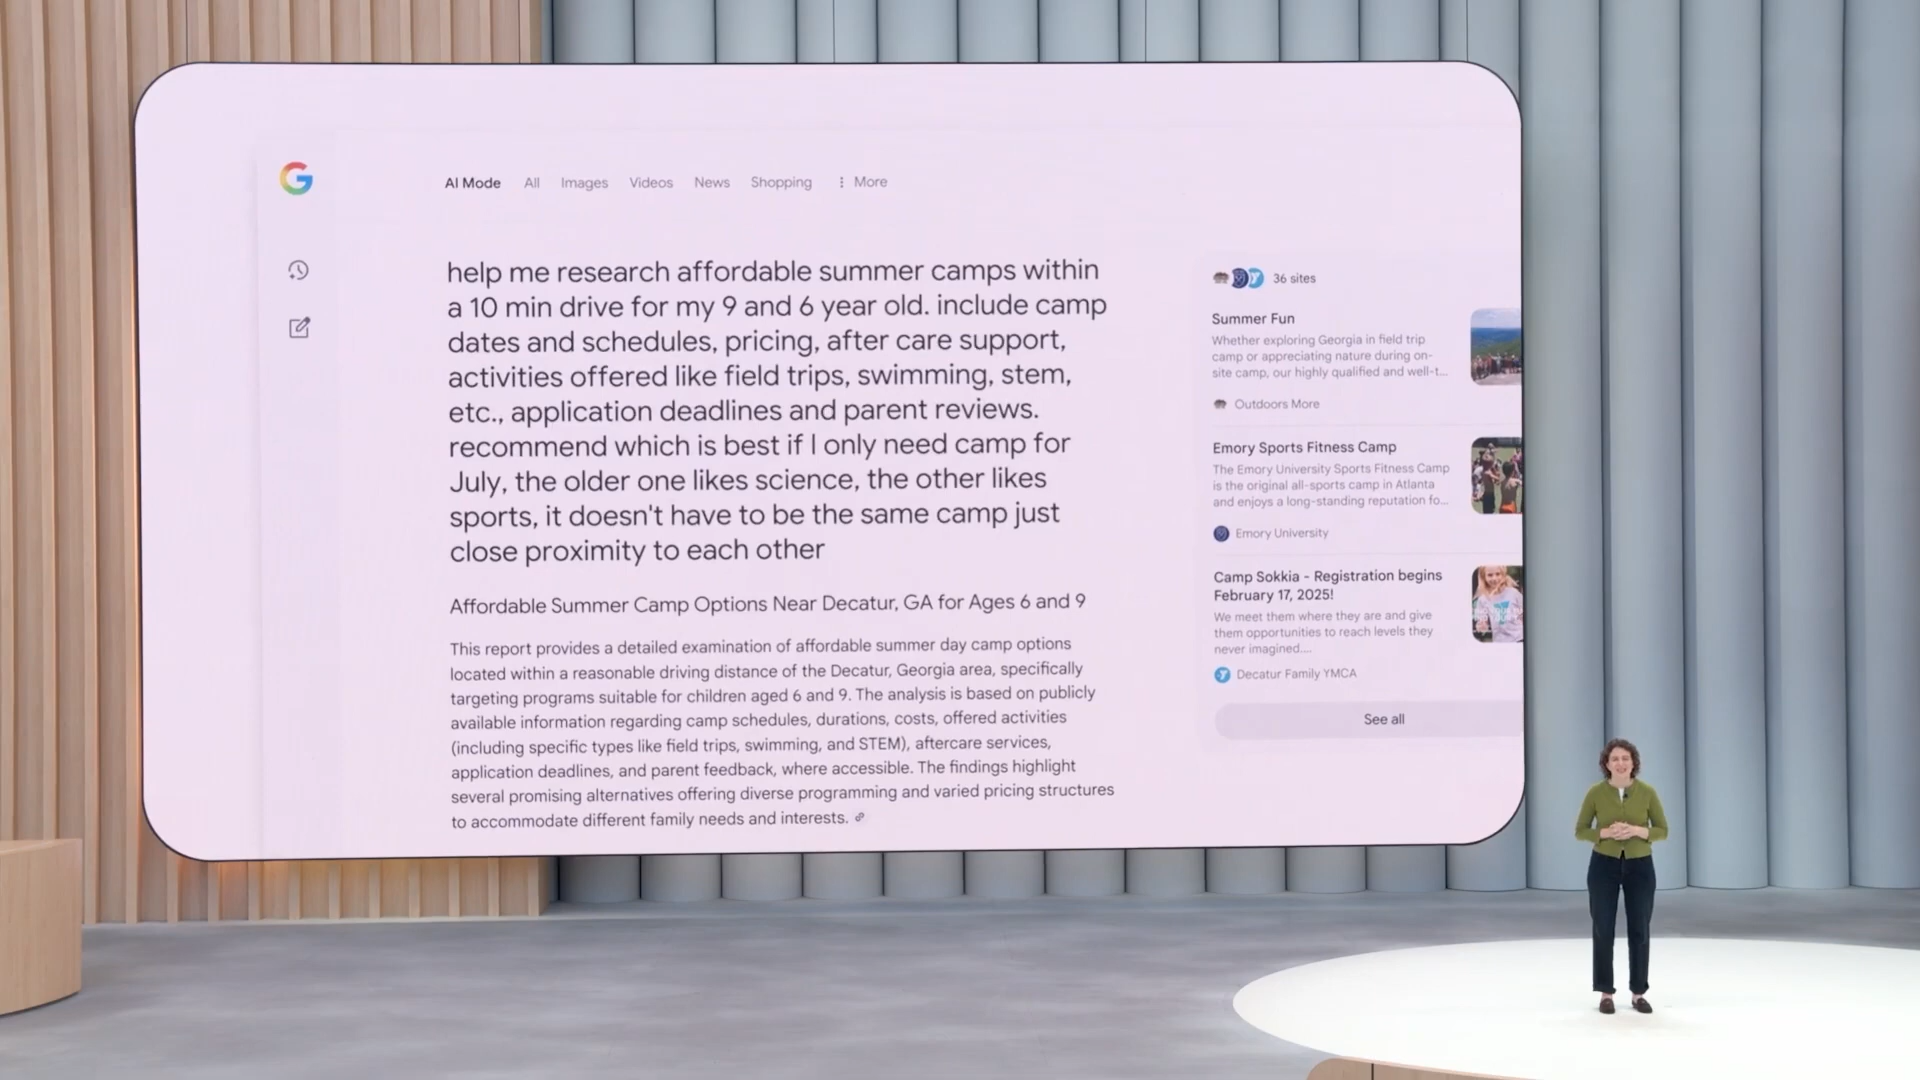 AI Mode All Images Videos News Shopping More
help me research affordable summer camps within
a 10 min drive for my 9 and 6 year old. include camp
dates and schedules, pricing, after care support,
activities offered like field trips, swimming, stem,
etc., application deadlines and parent reviews.
recommend which is best if I only need camp for
July, the older one likes science, the other likes
sports, it doesn't have to be the same camp just
close proximity to each other
Affordable Summer Camp Options Near Decatur, GA for Ages 6 and 9
This report provides a detailed examination of affordable summer day camp options
located within a reasonable driving distance of the Decatur, Georgia area, specifically
targeting programs suitable for children aged 6 and 9. The analysis is based on publicly
available information regarding camp schedules, durations, costs, offered activities
(including specific types like field trips, swimming, and STEM), aftercare services,
application deadlines, and parent feedback, where accessible. The findings highlight
several promising alternatives offering diverse programming and varied pricing structures
to accommodate different family needs and interests.
36 sites
Summer Fun
Whether exploring Georgia in field trip
camp or appreciating nature during on-
site camp, our highly qualified and well-t...
Outdoors More
Emory Sports Fitness Camp
The Emory University Sports Fitness Camp
is the original all-sports camp in Atlanta
and enjoys a long-standing reputation fo...
Emory University
Camp Sokkia - Registration begins
February 17, 2025!
We meet them where they are and give
them opportunities to reach levels they
never imagined....
Decatur Family YMCA
See all